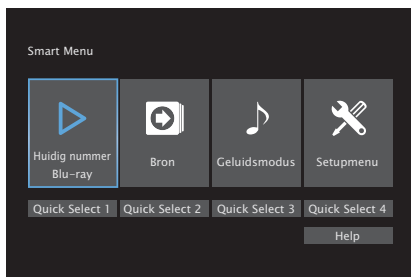 Smart Menu
Huidig nummer
Blu-ray
Bron
Geluidsmodus
Setupmenu
Quick Select 1
Quick Select 2
Quick Select 3
Quick Select 4
Help